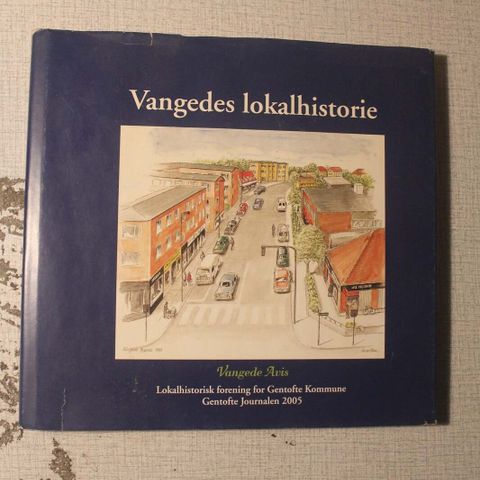 Vangedes lokalhistorie
Vangede Avis
Lokalhistorisk forening for Gentofte Kommune
Gentofte Journalen 2005